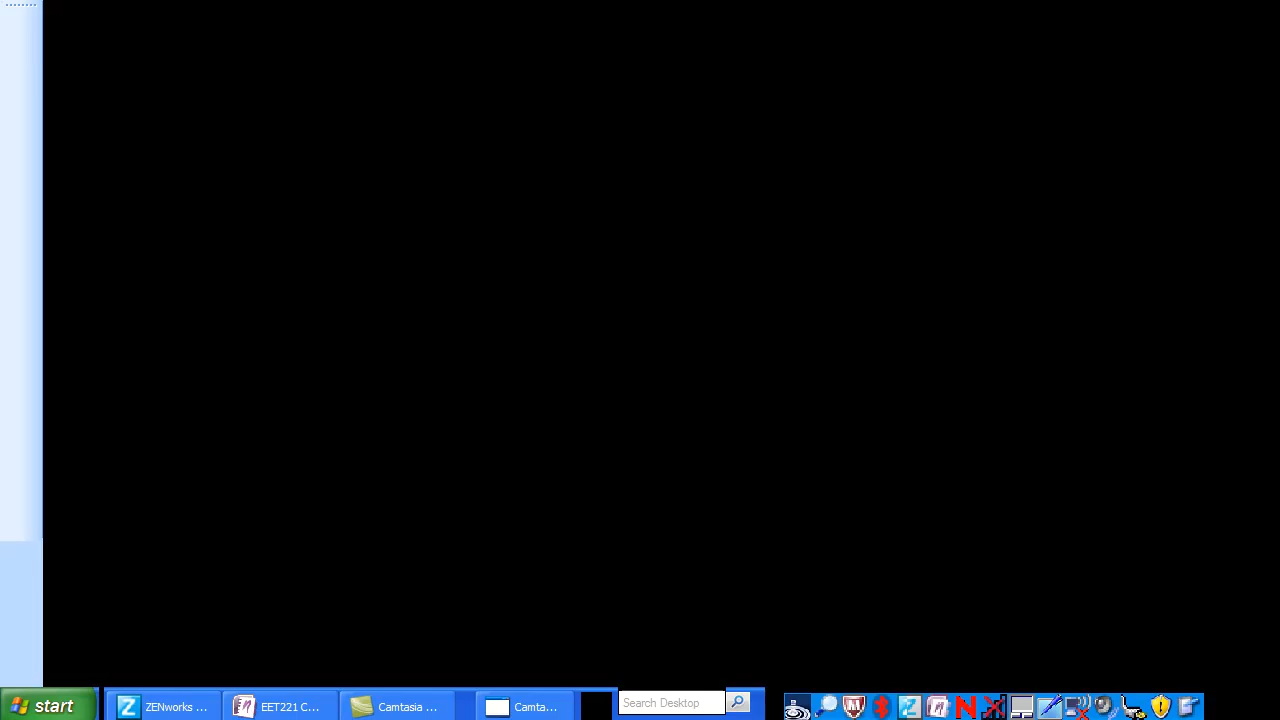 start
ZENworks ...
EET221 C...
Camtasia ...
Camta...
Search Desktop